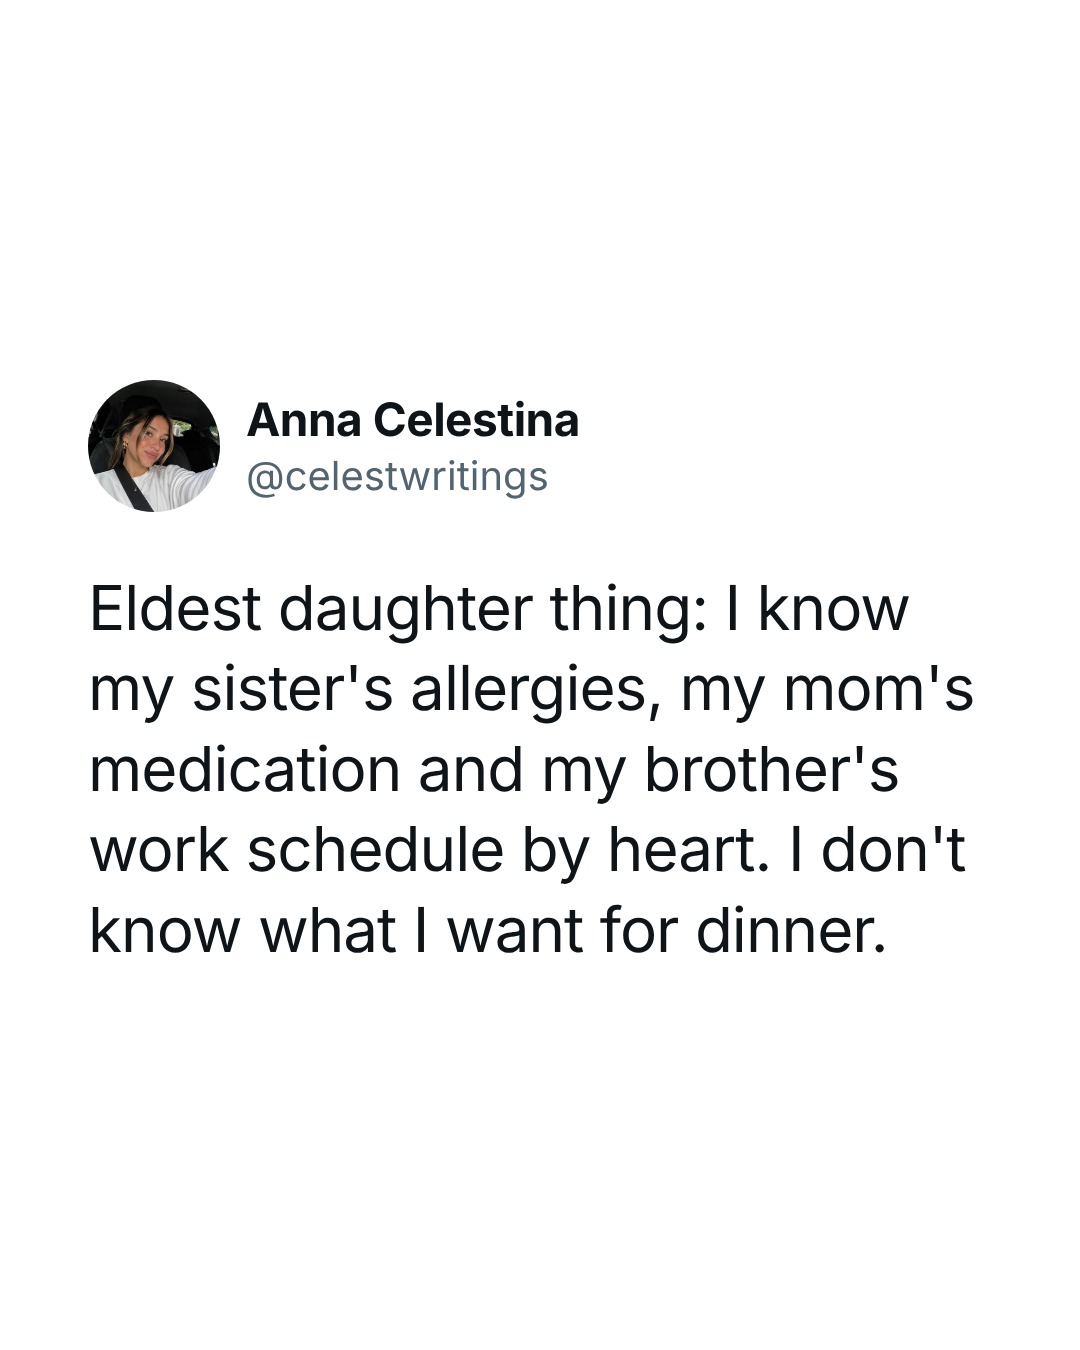 Anna Celestina
@celestwritings
Eldest daughter thing: I know
my sister's allergies, my mom's
medication and my brother's
work schedule by heart. I don't
know what I want for dinner.